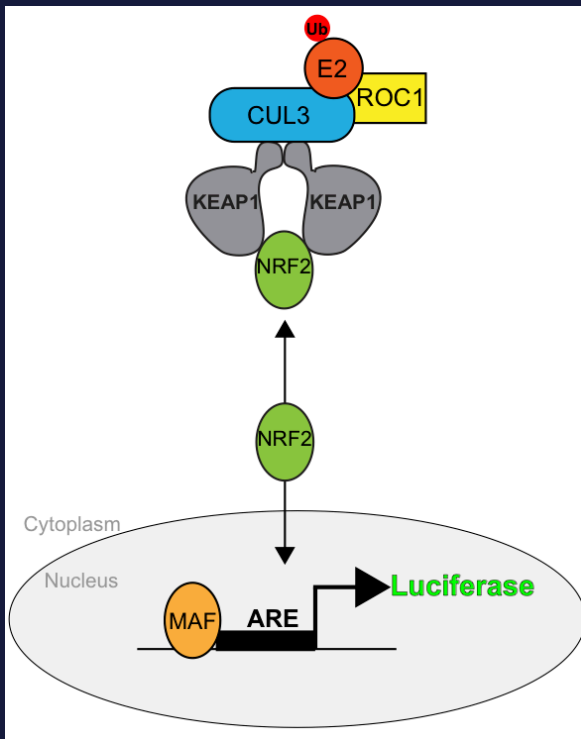 Ub
E2
ROC1
CUL3
KEAP1 KEAP1
NRF2
NRF2
Cytoplasm
Nucleus
Luciferase
MAF ARE